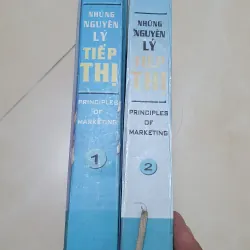 NHỮNG NGUYÊN
LÝ
TIẾP
THỊ
PRINCIPLES
OF
MARKETING
1
NHỮNG NGUYÊN
LÝ
TIẾP
THỊ
PRINCIPLES
OF
MARKETING
2